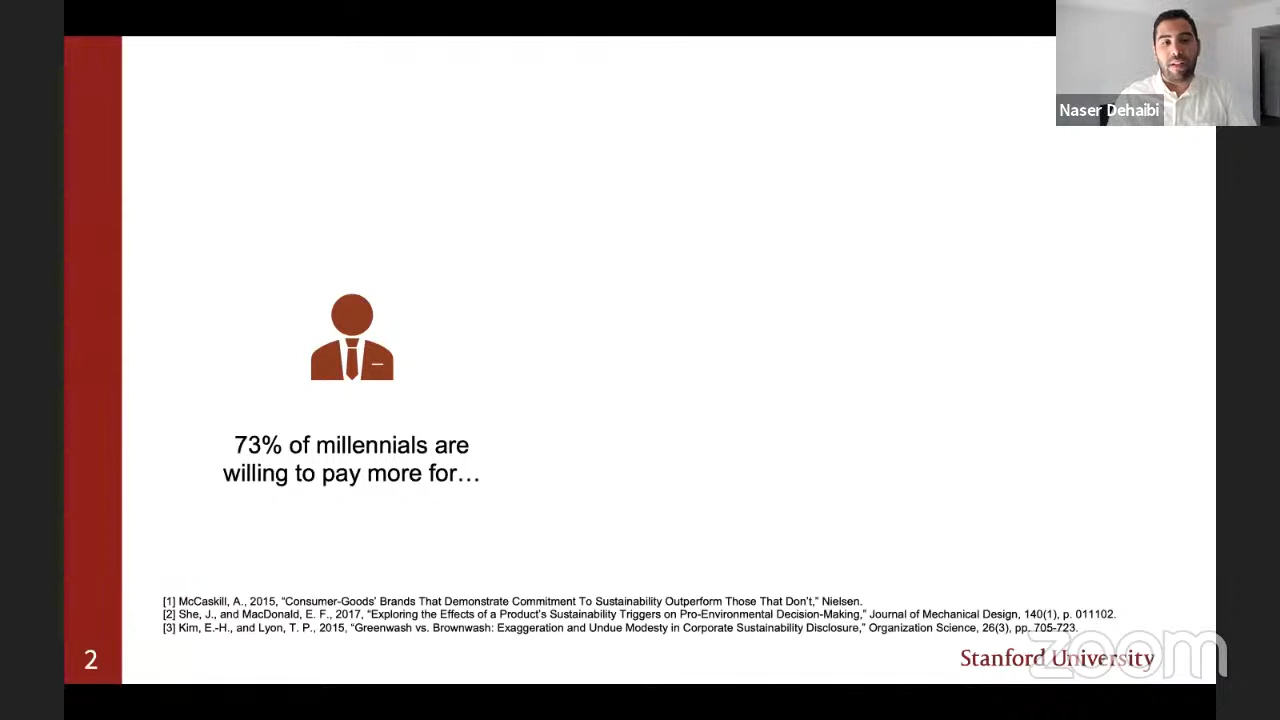 Naser Dehaibi
73% of millennials are
willing to pay more for…
[1] McCaskill, A., 2015, “Consumer-Goods’ Brands That Demonstrate Commitment To Sustainability Outperform Those That Don’t,” Nielsen.
[2] She, J., and MacDonald, E. F., 2017, “Exploring the Effects of a Product’s Sustainability Triggers on Pro-Environmental Decision-Making,” Journal of Mechanical Design, 140(1), p. 011102.
[3] Kim, E.-H., and Lyon, T. P., 2015, “Greenwash vs. Brownwash: Exaggeration and Undue Modesty in Corporate Sustainability Disclosure,” Organization Science, 26(3), pp. 705-723.
2
Stanford University
zoom